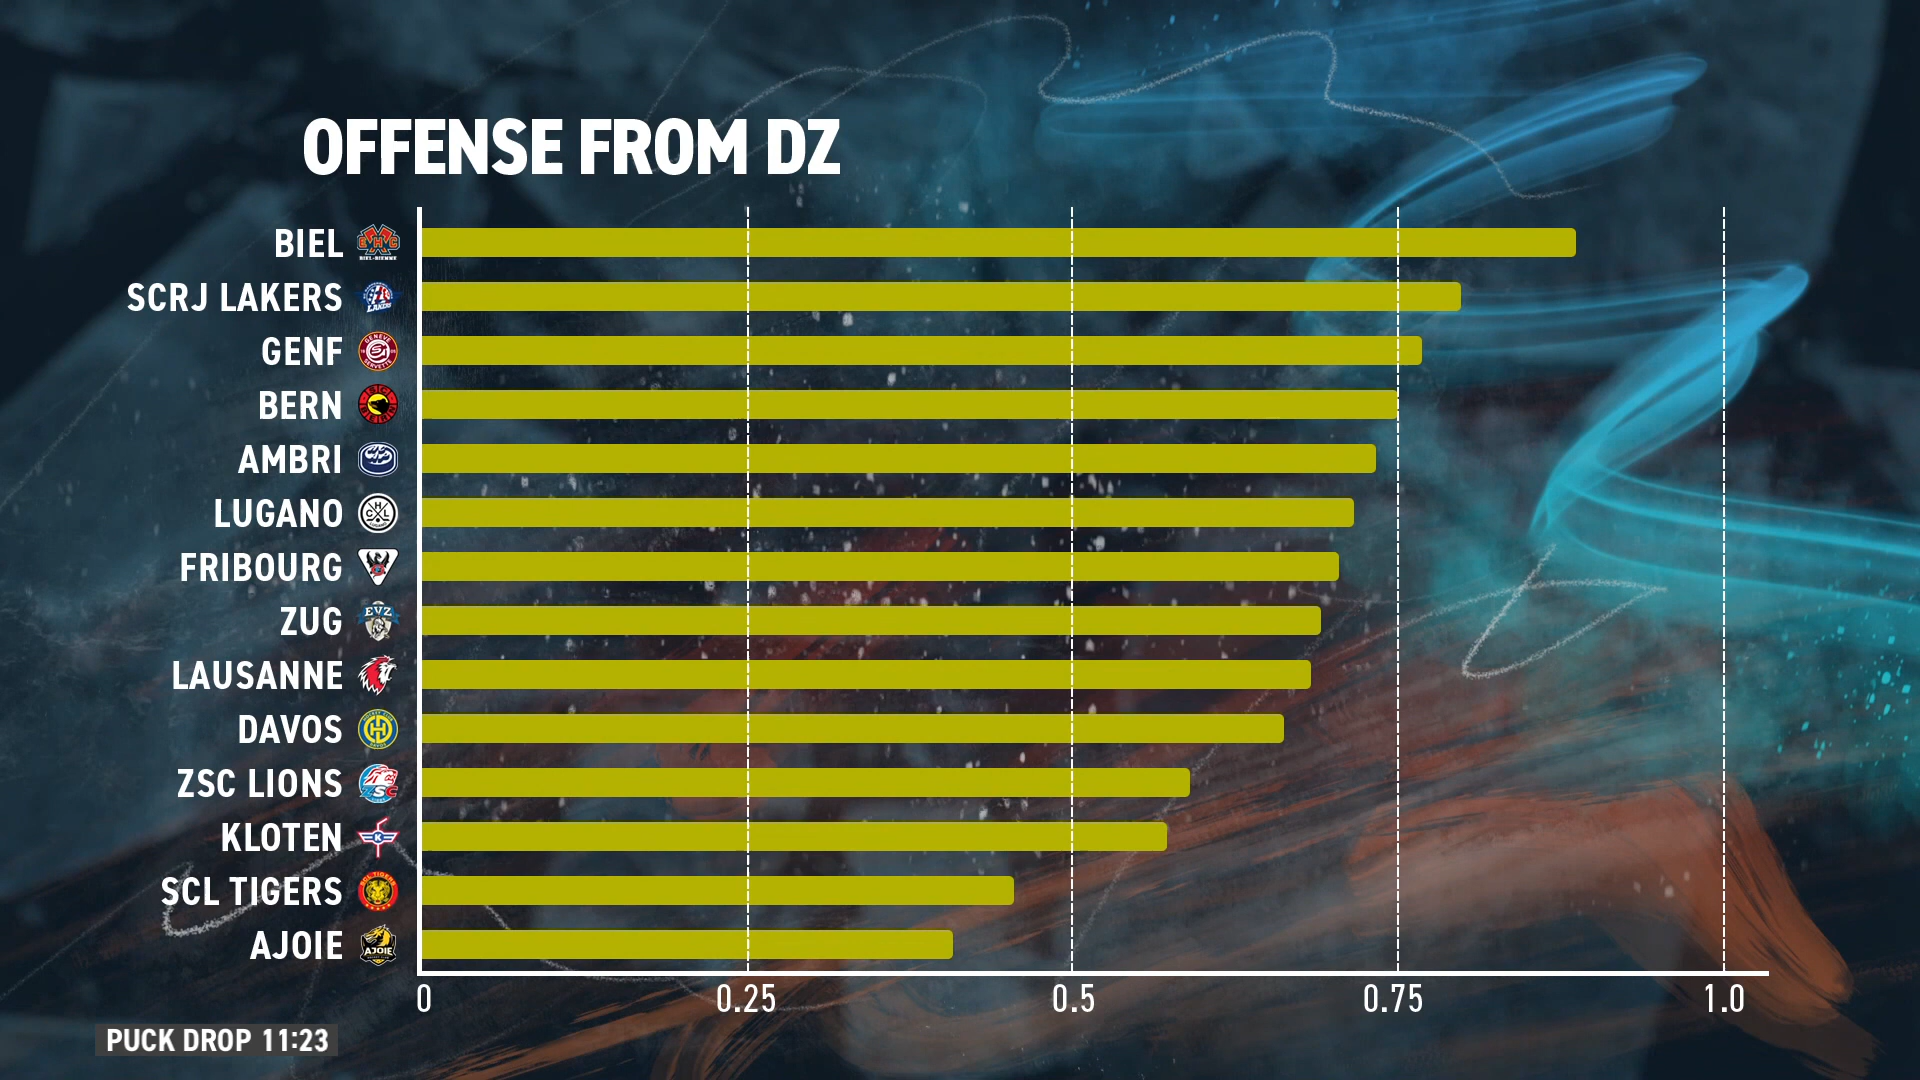 OFFENSE FROM DZ
BIEL
SCRJ LAKERS
GENF
BERN
AMBRI
LUGANO
FRIBOURG
ZUG
LAUSANNE
DAVOS
ZSC LIONS
KLOTEN
SCL TIGERS
AJOIE
0 0.25 0.5 0.75 1.0
PUCK DROP 11:23